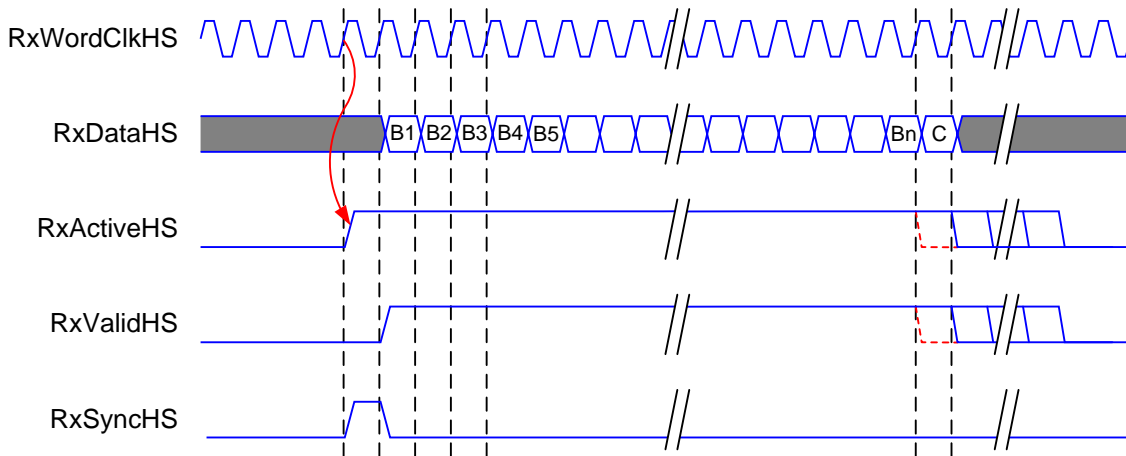 RxWordClkHS
RxDataHS
B1 B2 B3 B4 B5 Bn C
RxActiveHS
RxValidHS
RxSyncHS